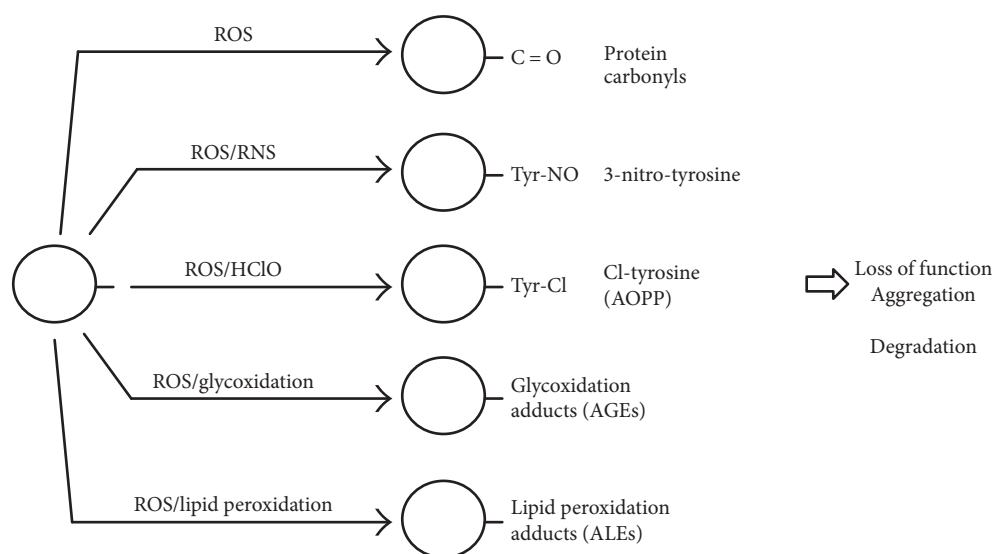 ROS
C = O
Protein
carbonyls
ROS/RNS
Tyr-NO
3-nitro-tyrosine
ROS/HClO
Tyr-Cl
Cl-tyrosine
(AOPP)
Loss of function
Aggregation
Degradation
ROS/glycoxidation
Glycoxidation
adducts (AGEs)
ROS/lipid peroxidation
Lipid peroxidation
adducts (ALEs)